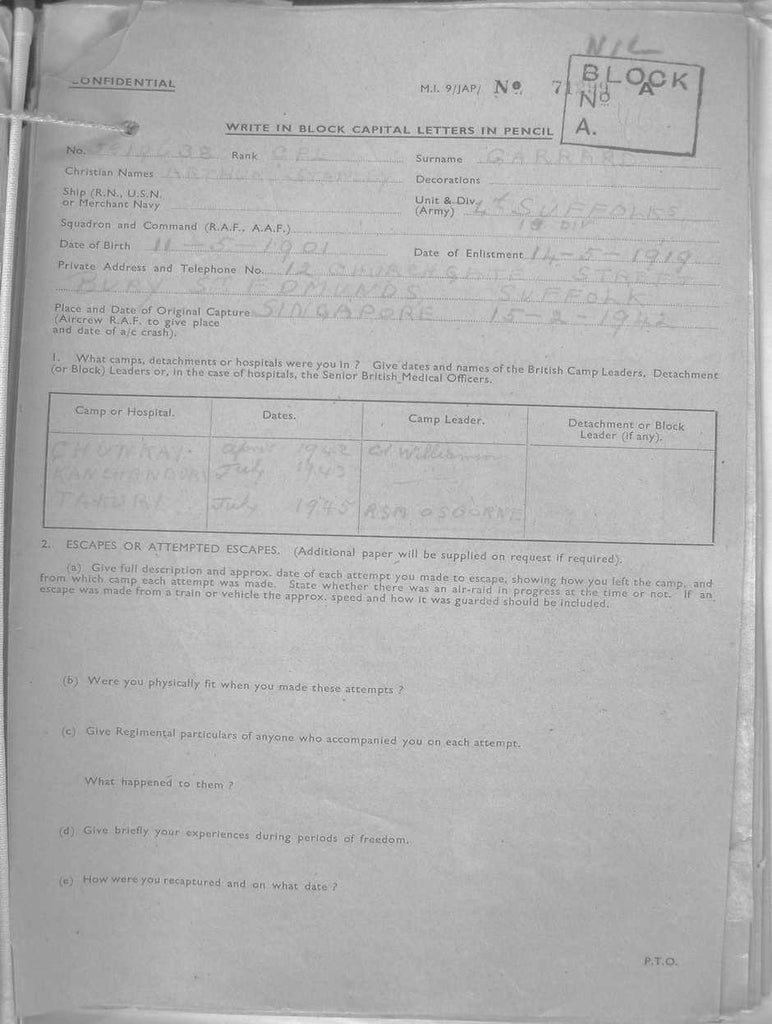 NIL
CONFIDENTIAL
M.I. 9/JAP/ No. 71
BLOCK
No A
A.
WRITE IN BLOCK CAPITAL LETTERS IN PENCIL
No. Rank CPL Surname GARRARD
Christian Names ARTHUR STANLEY Decorations
Ship (R.N., U.S.N.
or Merchant Navy
Unit & Div. 4th SUFFOLKS
(Army) 18 DIV
Squadron and Command (R.A.F., A.A.F.)
Date of Birth 11-5-1901 Date of Enlistment 14-5-1919
Private Address and Telephone No. 12 CHURCHGATE STREET
BURY ST EDMUNDS SUFFOLK
Place and Date of Original Capture SINGAPORE 15-2-1942
(Aircrew R.A.F. to give place
and date of a/c crash).
1. What camps, detachments or hospitals were you in ? Give dates and names of the British Camp Leaders, Detachment
(or Block) Leaders or, in the case of hospitals, the Senior British Medical Officers.
Camp or Hospital. Dates. Camp Leader. Detachment or Block
Leader (if any).
CHUNKAI. April 1942 Col Williamson
July 1943
TAKURI July 1945 RSM OSBORNE
2. ESCAPES OR ATTEMPTED ESCAPES. (Additional paper will be supplied on request if required).
(a) Give full description and approx. date of each attempt you made to escape, showing how you left the camp, and
from which camp each attempt was made. State whether there was an air-raid in progress at the time or not. If an
escape was made from a train or vehicle the approx. speed and how it was guarded should be included.
(b) Were you physically fit when you made these attempts ?
(c) Give Regimental particulars of anyone who accompanied you on each attempt.
What happened to them ?
(d) Give briefly your experiences during periods of freedom.
(e) How were you recaptured and on what date ?
P.T.O.